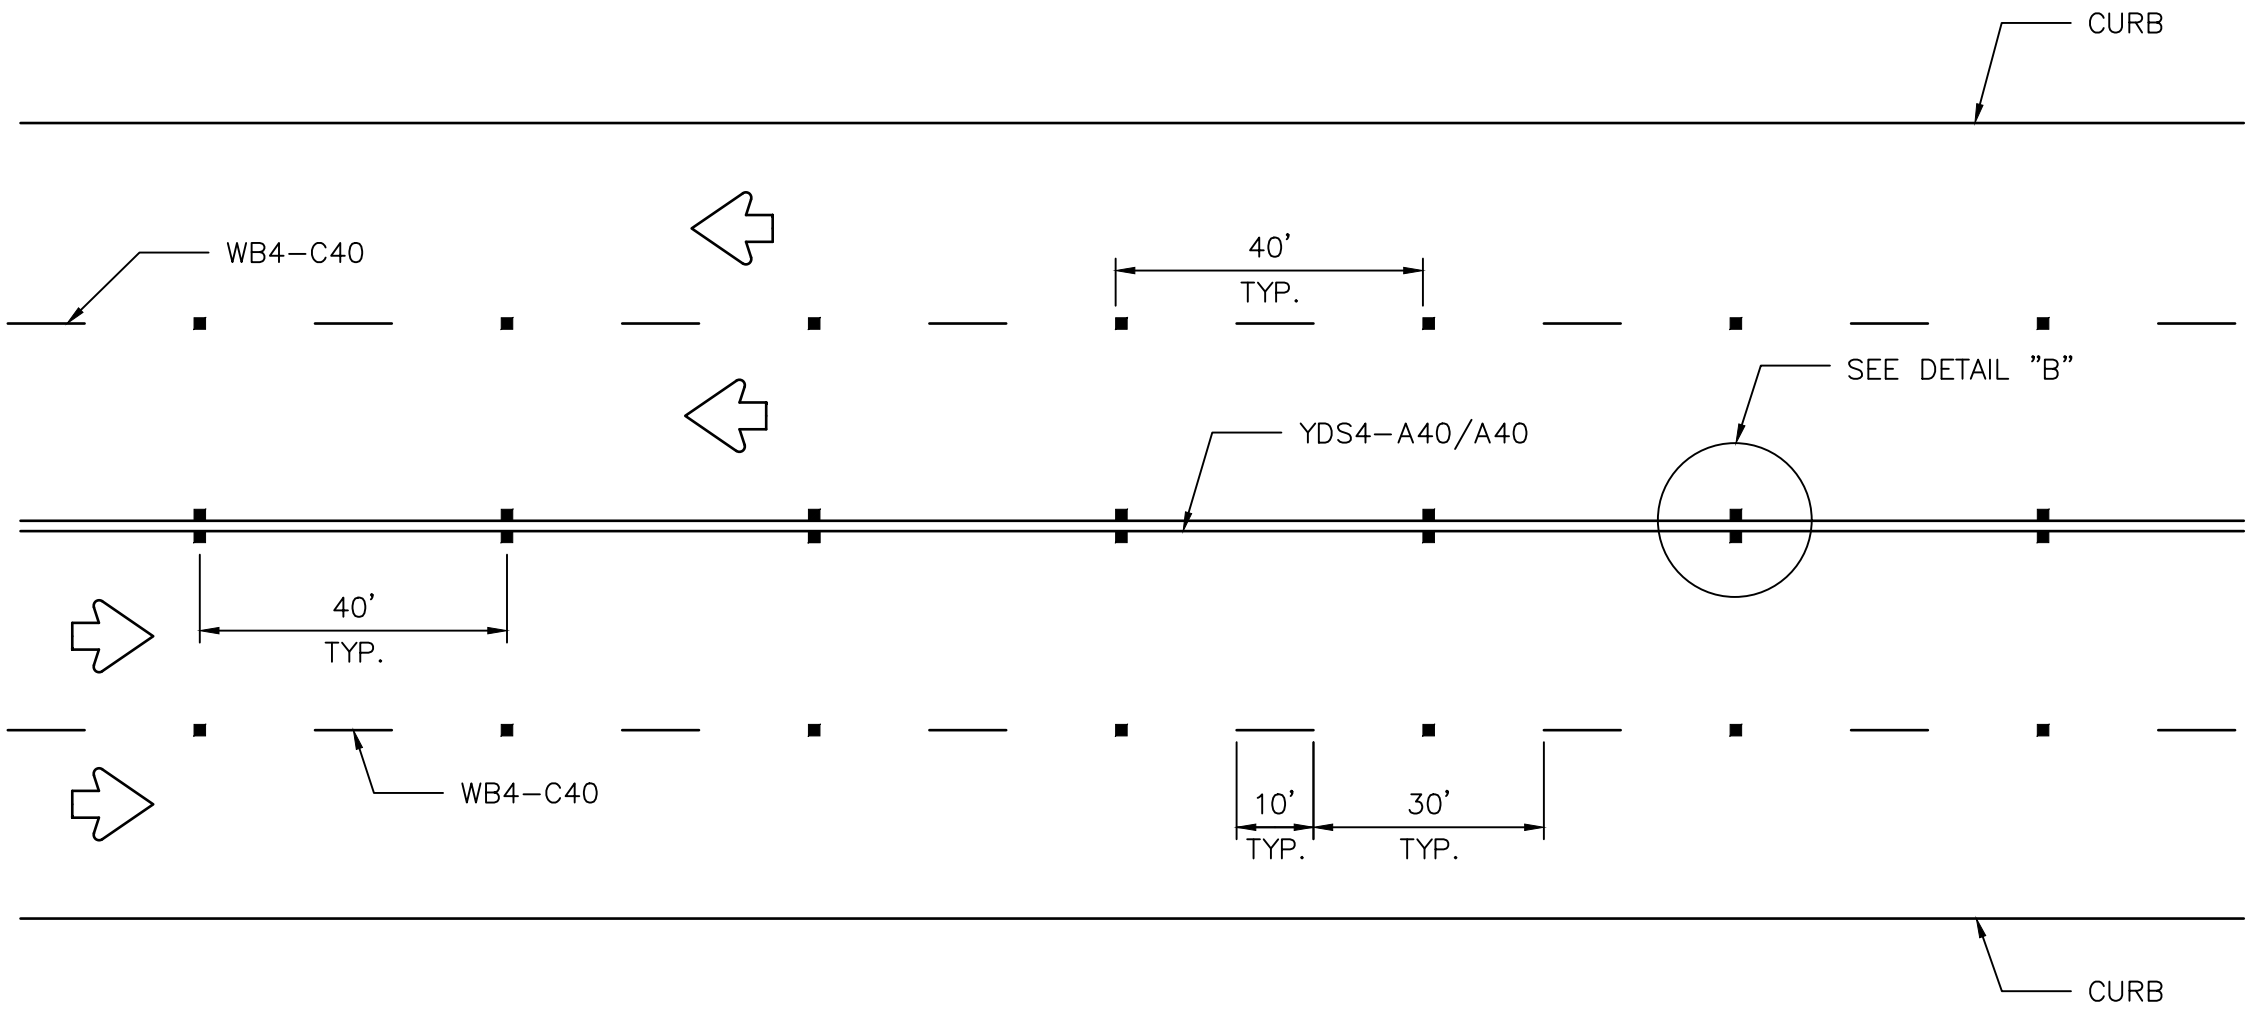 CURB
WB4-C40
40'
TYP.
SEE DETAIL "B"
YDS4-A40/A40
40'
TYP.
WB4-C40
10'
TYP.
30'
TYP.
CURB